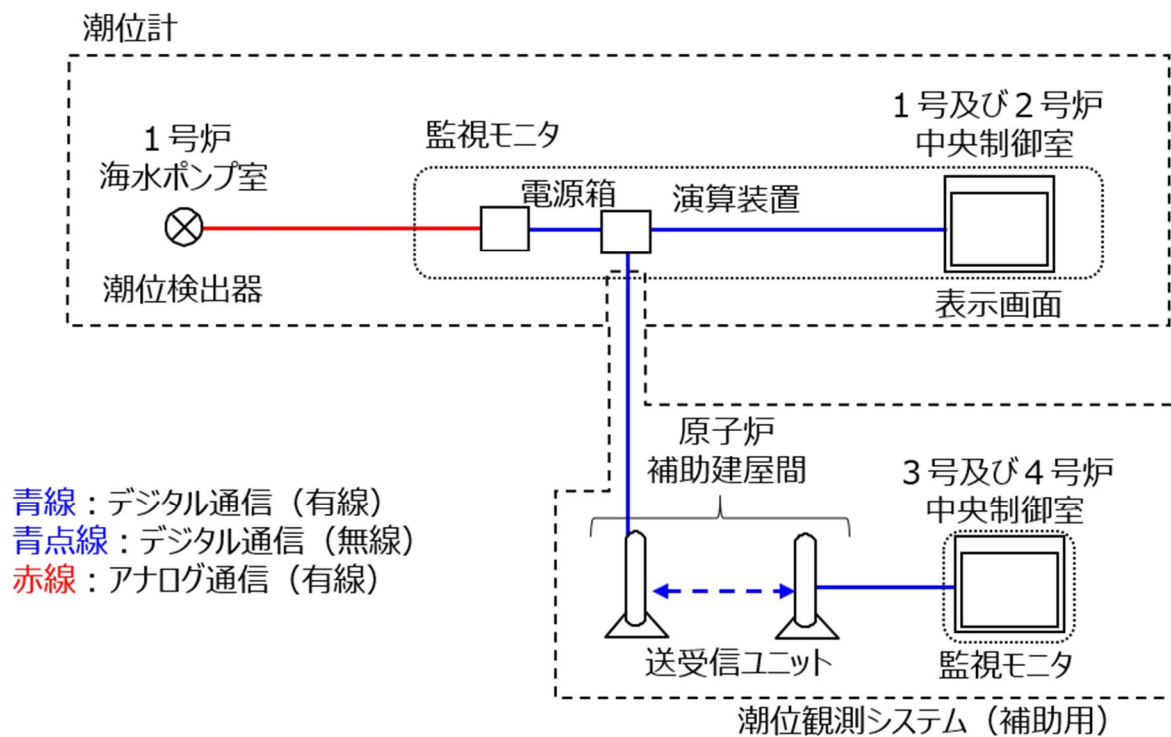 潮位計
1号炉
海水ポンプ室
潮位検出器
監視モニタ
電源箱
演算装置
1号及び2号炉
中央制御室
表示画面
原子炉
補助建屋間
3号及び4号炉
中央制御室
青線:デジタル通信(有線)
青点線:デジタル通信(無線)
赤線:アナログ通信(有線)
送受信ユニット
監視モニタ
潮位観測システム(補助用)